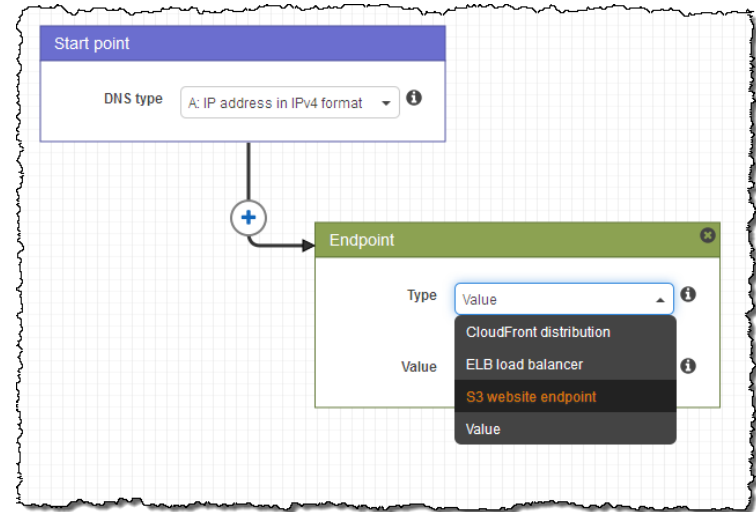 Start point
DNS type A: IP address in IPv4 format
Endpoint
Type Value
CloudFront distribution
Value ELB load balancer
S3 website endpoint
Value